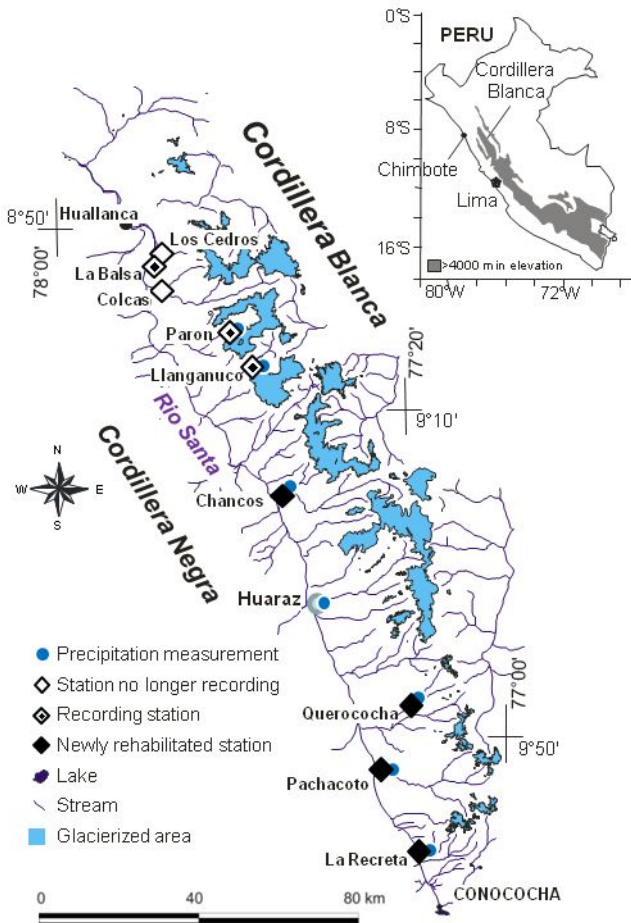 0°S
PERU
Cordillera
Blanca
8°S
Chimbote
Lima
16°S
>4000 m in elevation
80°W
72°W
Cordillera Blanca
Huallanca
8°50'
78°00'
Los Cedros
La Balsa
Colcas
Paron
Llanganuco
77°20'
9°10'
Rio Santa
Cordillera Negra
N
W
E
S
Chancos
Huaraz
Precipitation measurement
Station no longer recording
Recording station
Newly rehabilitated station
Lake
Stream
Glacierized area
Querococha
77°00'
9°50'
Pachacoto
La Recreta
CONOCOCHA
0
40
80 km